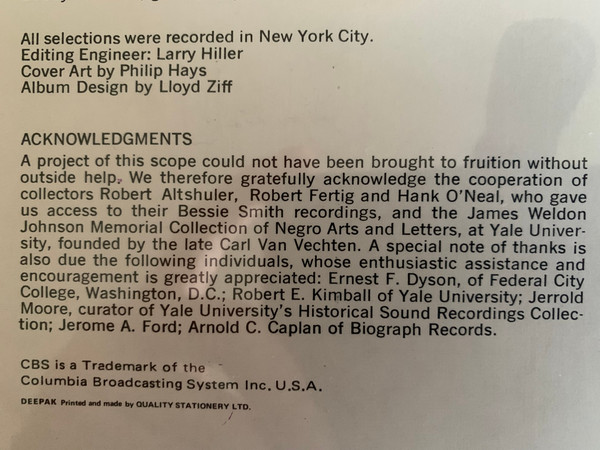 All selections were recorded in New York City.
Editing Engineer: Larry Hiller
Cover Art by Philip Hays
Album Design by Lloyd Ziff
ACKNOWLEDGMENTS
A project of this scope could not have been brought to fruition without
outside help. We therefore gratefully acknowledge the cooperation of
collectors Robert Altshuler, Robert Fertig and Hank O'Neal, who gave
us access to their Bessie Smith recordings, and the James Weldon
Johnson Memorial Collection of Negro Arts and Letters, at Yale Univer-
sity, founded by the late Carl Van Vechten. A special note of thanks is
also due the following individuals, whose enthusiastic assistance and
encouragement is greatly appreciated: Ernest F. Dyson, of Federal City
College, Washington, D.C.; Robert E. Kimball of Yale University; Jerrold
Moore, curator of Yale University's Historical Sound Recordings Collec-
tion; Jerome A. Ford; Arnold C. Caplan of Biograph Records.
CBS is a Trademark of the
Columbia Broadcasting System Inc. U.S.A.
DEEPAK Printed and made by QUALITY STATIONERY LTD.